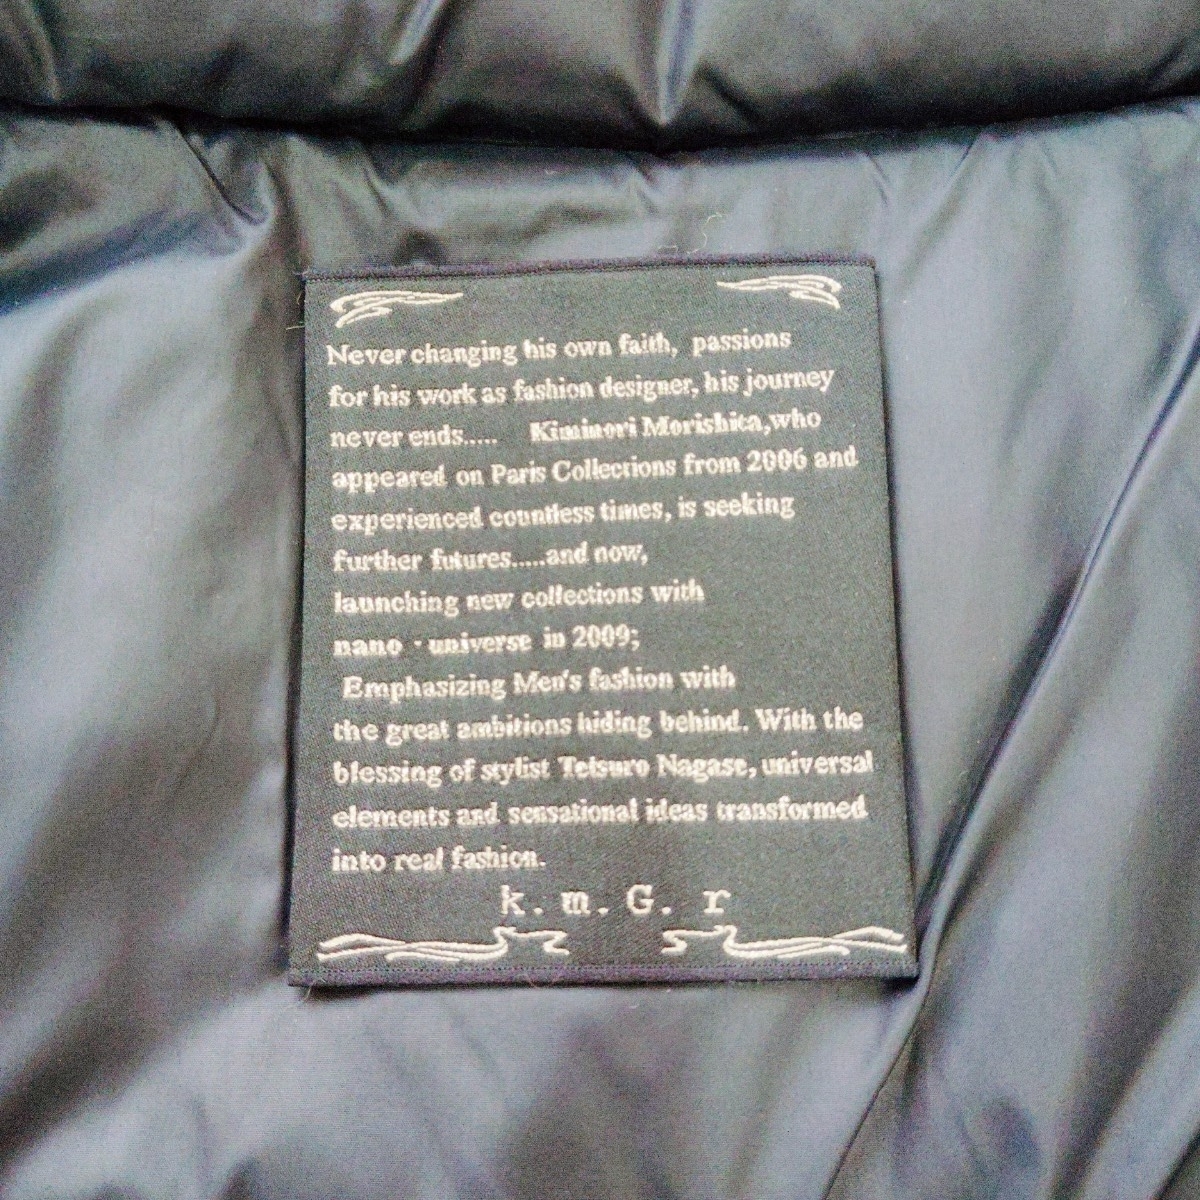 Never changing his own faith, passions
for his work as fashion designer, his journey
never ends..... Kiminori Morishita,who
appeared on Paris Collections from 2006 and
experienced countless times, is seeking
further futures.....and now,
launching new collections with
nano・universe in 2009;
Emphasizing Men's fashion with
the great ambitions hiding behind. With the
blessing of stylist Tetsuro Nagase, universal
elements and sensational ideas transformed
into real fashion.
k.m.G.r